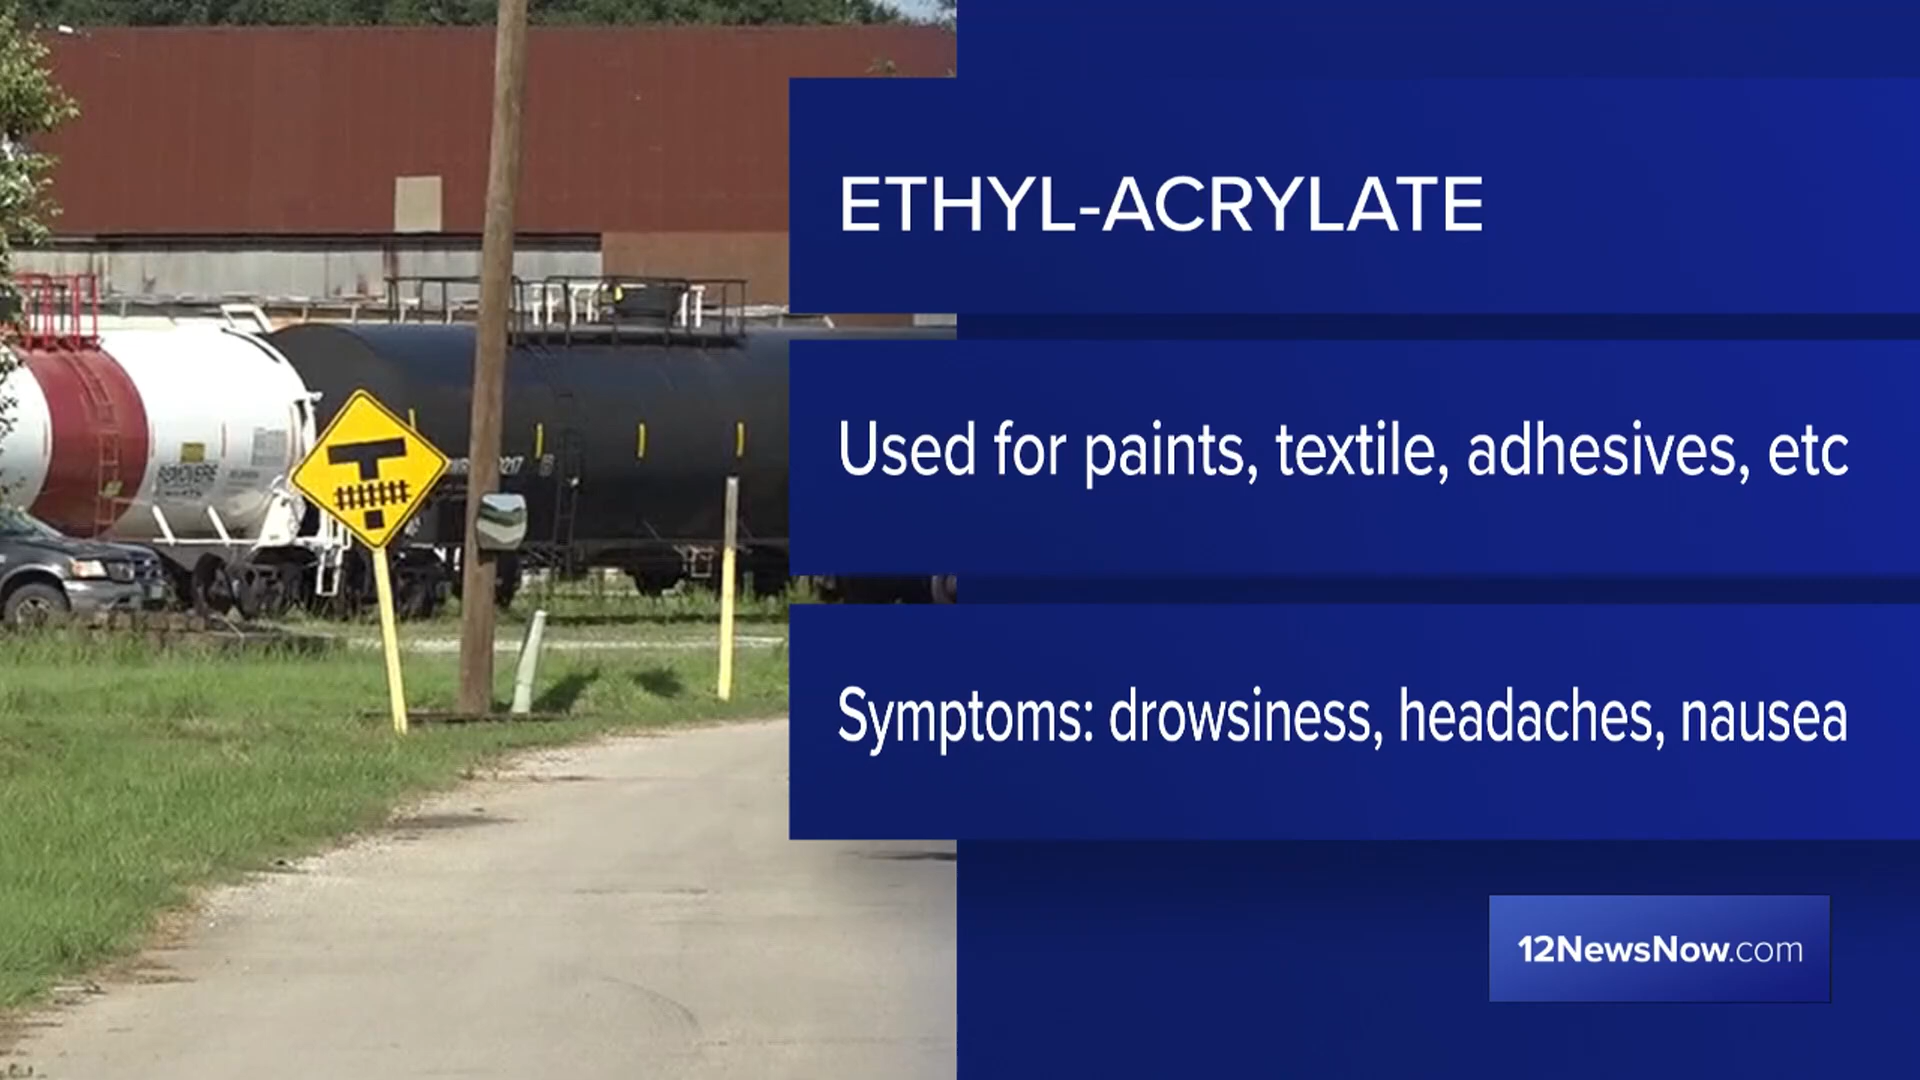 ETHYL-ACRYLATE
Used for paints, textile, adhesives, etc
Symptoms: drowsiness, headaches, nausea
12NewsNow.com